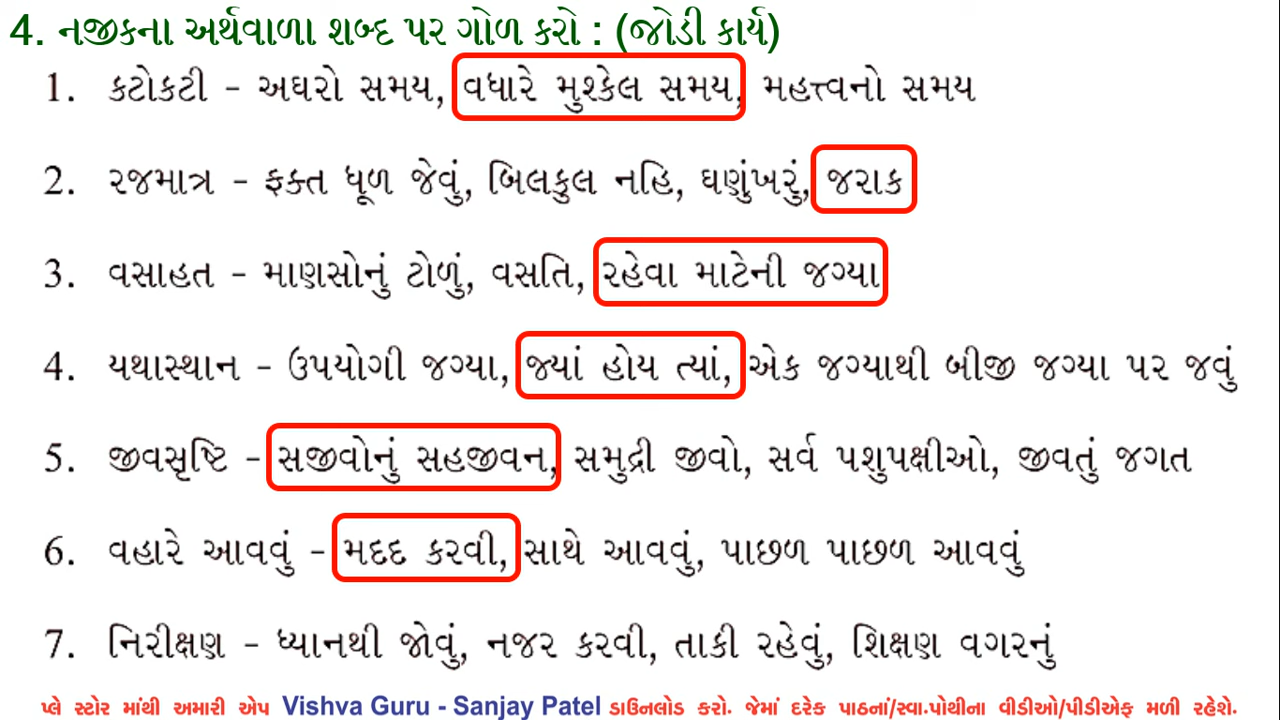 4. નજીકના અર્થવાળા શબ્દ પર ગોળ કરો : (જોડી કાર્ય)
1. કટોકટી - અઘરો સમય, વધારે મુશ્કેલ સમય, મહત્ત્વનો સમય
2. રજમાત્ર - ફક્ત ધૂળ જેવું, બિલકુલ નહિ, ઘણુંખરું, જરાક
3. વસાહત - માણસોનું ટોળું, વસતિ, રહેવા માટેની જગ્યા
4. યથાસ્થાન - ઉપયોગી જગ્યા, જ્યાં હોય ત્યાં, એક જગ્યાથી બીજી જગ્યા પર જવું
5. જીવસૃષ્ટિ - સજીવોનું સહજીવન, સમુદ્રી જીવો, સર્વ પશુપક્ષીઓ, જીવતું જગત
6. વહારે આવવું - મદદ કરવી, સાથે આવવું, પાછળ પાછળ આવવું
7. નિરીક્ષણ - ધ્યાનથી જોવું, નજર કરવી, તાકી રહેવું, શિક્ષણ વગરનું
પ્લે સ્ટોર માંથી અમારી એપ Vishva Guru - Sanjay Patel ડાઉનલોડ કરો. જેમાં દરેક પાઠનાં/સ્વા.પોથીના વીડીઓ/પીડીએફ મળી રહેશે.